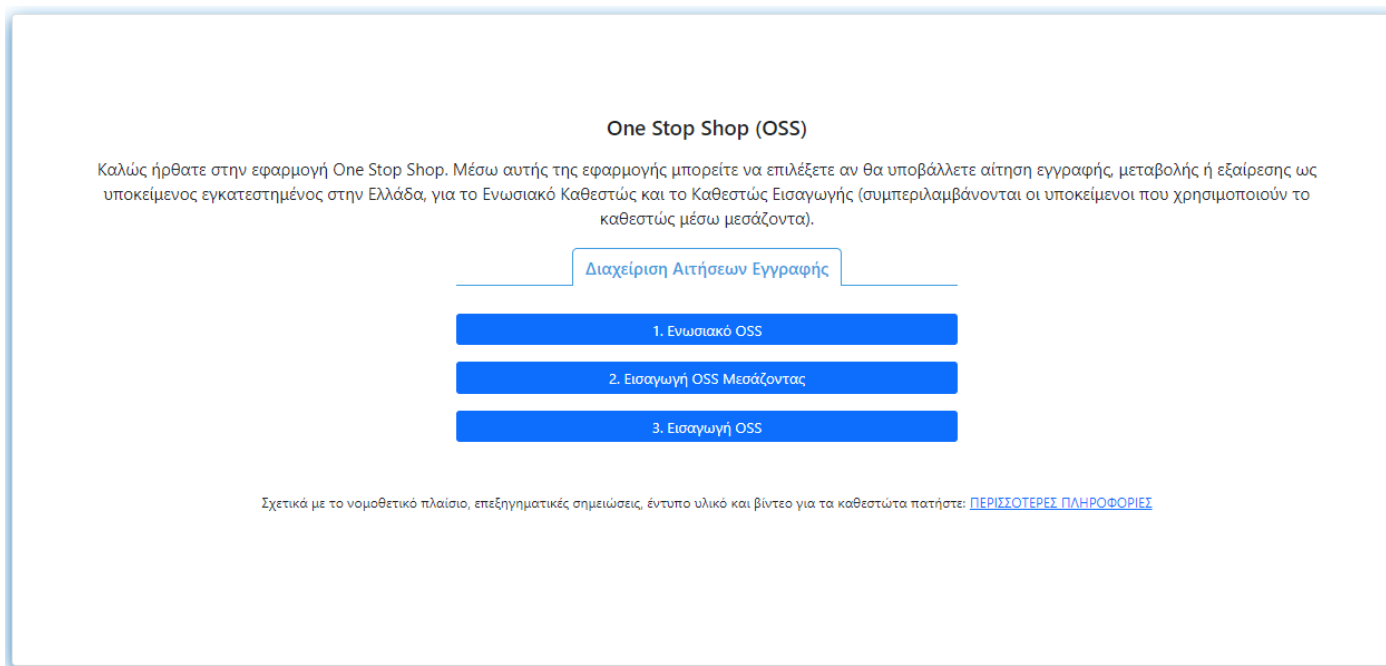 One Stop Shop (OSS)
Καλώς ήρθατε στην εφαρμογή One Stop Shop. Μέσω αυτής της εφαρμογής μπορείτε να επιλέξετε αν θα υποβάλλετε αίτηση εγγραφής, μεταβολής ή εξαίρεσης ως
υποκείμενος εγκατεστημένος στην Ελλάδα, για το Ενωσιακό Καθεστώς και το Καθεστώς Εισαγωγής (συμπεριλαμβάνονται οι υποκείμενοι που χρησιμοποιούν το
καθεστώς μέσω μεσάζοντα).
Διαχείριση Αιτήσεων Εγγραφής
1. Ενωσιακό OSS
2. Εισαγωγή OSS Μεσάζοντας
3. Εισαγωγή OSS
Σχετικά με το νομοθετικό πλαίσιο, επεξηγηματικές σημειώσεις, έντυπο υλικό και βίντεο για τα καθεστώτα πατήστε: ΠΕΡΙΣΣΟΤΕΡΕΣ ΠΛΗΡΟΦΟΡΙΕΣ